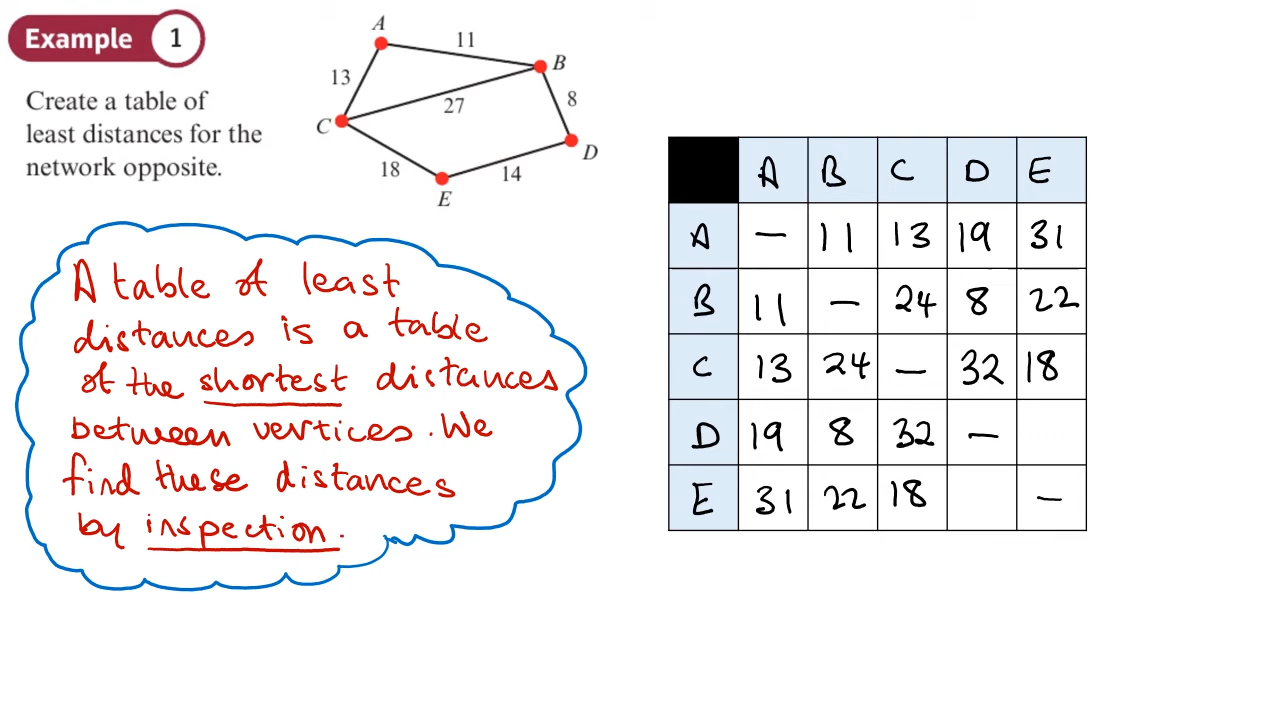 Example 1
Create a table of
least distances for the
network opposite.
A
11
B
13
27
8
C
D
18
14
E
A table of least
distances is a table
of the shortest distances
between vertices. We
find these distances
by inspection.
A B C D E
A – 11 13 19 31
B 11 – 24 8 22
C 13 24 – 32 18
D 19 8 32 –
E 31 22 18 –